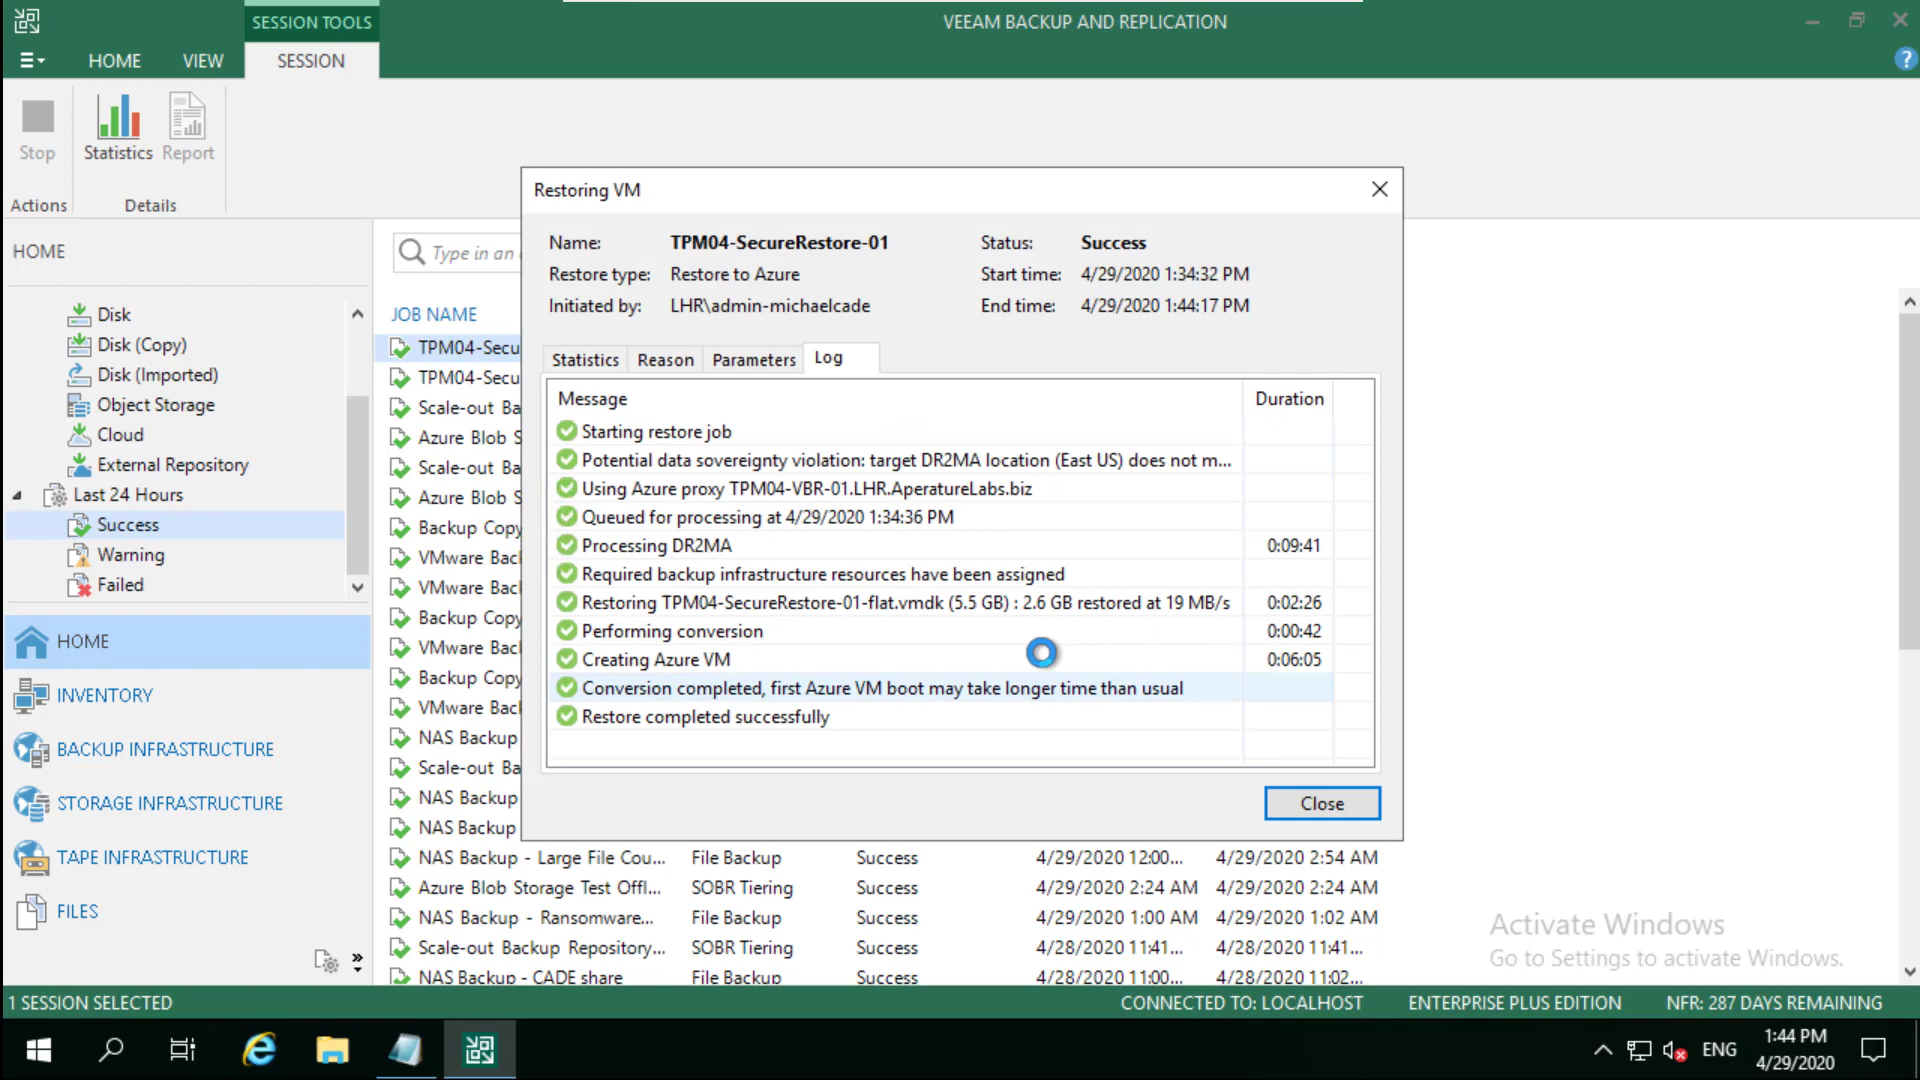 SESSION TOOLS
VEEAM BACKUP AND REPLICATION
HOME
VIEW
SESSION
?
Stop
Statistics
Report
Actions
Details
HOME
Disk
Disk (Copy)
Disk (Imported)
Object Storage
Cloud
External Repository
Last 24 Hours
Success
Warning
Failed
HOME
INVENTORY
BACKUP INFRASTRUCTURE
STORAGE INFRASTRUCTURE
TAPE INFRASTRUCTURE
FILES
Type in an
JOB NAME
TPM04-Secu
TPM04-Secu
Scale-out Ba
Azure Blob S
Scale-out Ba
Azure Blob S
Backup Copy
VMware Bac
VMware Bac
Backup Copy
VMware Bac
Backup Copy
VMware Bac
NAS Backup
Scale-out Ba
NAS Backup
NAS Backup
NAS Backup - Large File Cou... File Backup Success 4/29/2020 12:00... 4/29/2020 2:54 AM
Azure Blob Storage Test Offl... SOBR Tiering Success 4/29/2020 2:24 AM 4/29/2020 2:24 AM
NAS Backup - Ransomware... File Backup Success 4/29/2020 1:00 AM 4/29/2020 1:02 AM
Scale-out Backup Repository... SOBR Tiering Success 4/28/2020 11:41... 4/28/2020 11:41...
NAS Backup - CADE share File Backup Success 4/28/2020 11:00... 4/28/2020 11:02...
Restoring VM
Name: TPM04-SecureRestore-01 Status: Success
Restore type: Restore to Azure Start time: 4/29/2020 1:34:32 PM
Initiated by: LHR\admin-michaelcade End time: 4/29/2020 1:44:17 PM
Statistics Reason Parameters Log
Message Duration
Starting restore job
Potential data sovereignty violation: target DR2MA location (East US) does not m...
Using Azure proxy TPM04-VBR-01.LHR.AperatureLabs.biz
Queued for processing at 4/29/2020 1:34:36 PM
Processing DR2MA 0:09:41
Required backup infrastructure resources have been assigned
Restoring TPM04-SecureRestore-01-flat.vmdk (5.5 GB) : 2.6 GB restored at 19 MB/s 0:02:26
Performing conversion 0:00:42
Creating Azure VM 0:06:05
Conversion completed, first Azure VM boot may take longer time than usual
Restore completed successfully
Close
Activate Windows
Go to Settings to activate Windows.
1 SESSION SELECTED
CONNECTED TO: LOCALHOST
ENTERPRISE PLUS EDITION
NFR: 287 DAYS REMAINING
ENG
1:44 PM
4/29/2020